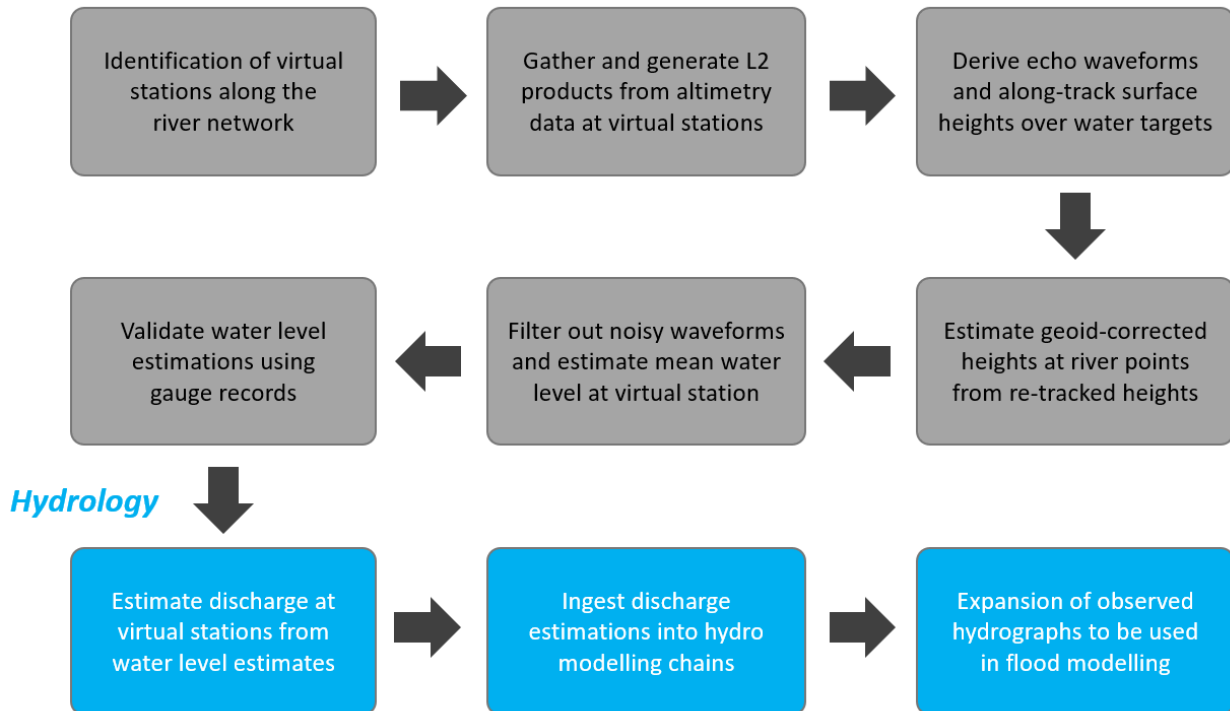 Identification of virtual
stations along the
river network
Gather and generate L2
products from altimetry
data at virtual stations
Derive echo waveforms
and along-track surface
heights over water targets
Estimate geoid-corrected
heights at river points
from re-tracked heights
Filter out noisy waveforms
and estimate mean water
level at virtual station
Validate water level
estimations using
gauge records
Hydrology
Estimate discharge at
virtual stations from
water level estimates
Ingest discharge
estimations into hydro
modelling chains
Expansion of observed
hydrographs to be used
in flood modelling